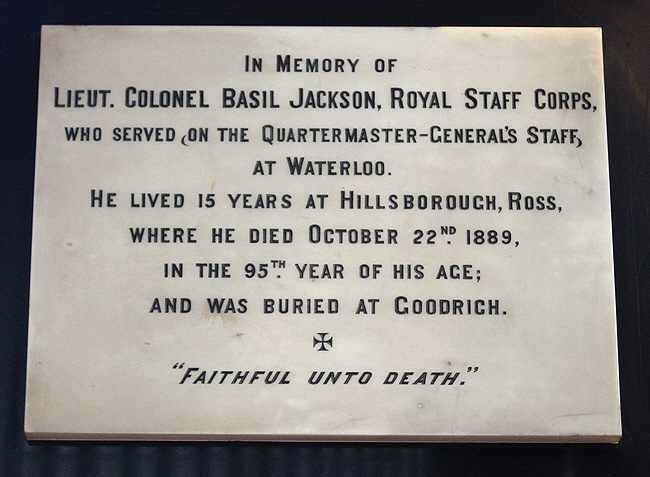 IN MEMORY OF
LIEUT. COLONEL BASIL JACKSON, ROYAL STAFF CORPS,
WHO SERVED (ON THE QUARTERMASTER-GENERAL'S STAFF)
AT WATERLOO.
HE LIVED 15 YEARS AT HILLSBOROUGH, ROSS,
WHERE HE DIED OCTOBER 22ND. 1889,
IN THE 95TH. YEAR OF HIS AGE;
AND WAS BURIED AT GOODRICH.
✠
"FAITHFUL UNTO DEATH."